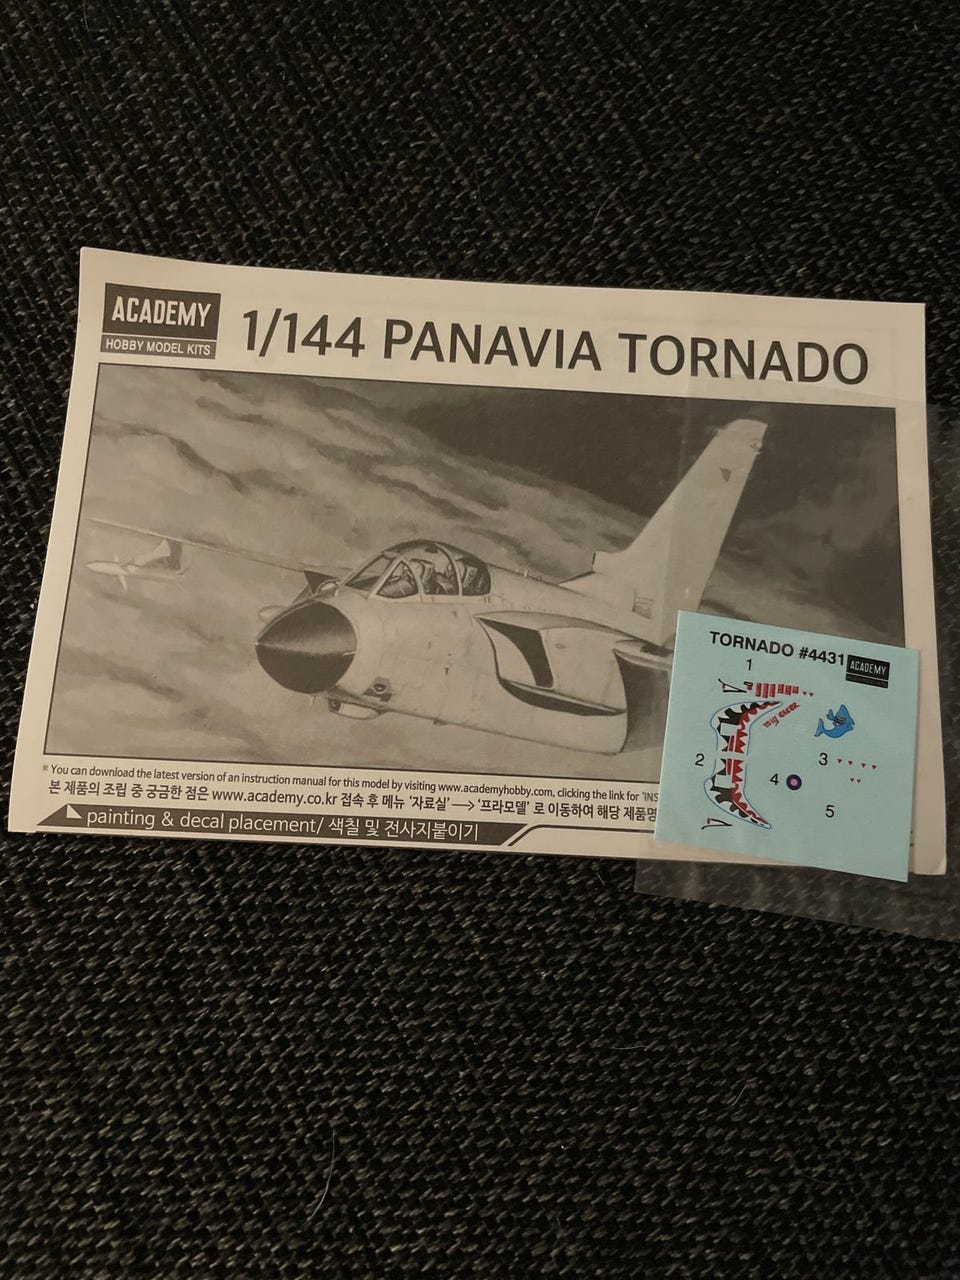 ACADEMY
HOBBY MODEL KITS
1/144 PANAVIA TORNADO
※ You can download the latest version of an instruction manual for this model by visiting www.academyhobby.com, clicking the link for "INS
본 제품의 조립 중 궁금한 점은 www.academy.co.kr 접속 후 메뉴 '자료실' → '프라모델' 로 이동하여 해당 제품명
painting & decal placement/ 색칠 및 전사지붙이기
TORNADO #4431
ACADEMY
1
2
3
4
5